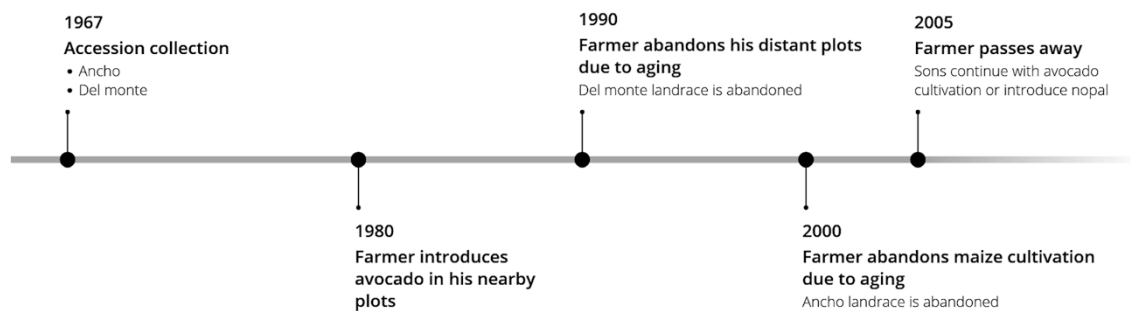 1967
Accession collection
• Ancho
• Del monte
1980
Farmer introduces
avocado in his nearby
plots
1990
Farmer abandons his distant plots
due to aging
Del monte landrace is abandoned
2000
Farmer abandons maize cultivation
due to aging
Ancho landrace is abandoned
2005
Farmer passes away
Sons continue with avocado
cultivation or introduce nopal